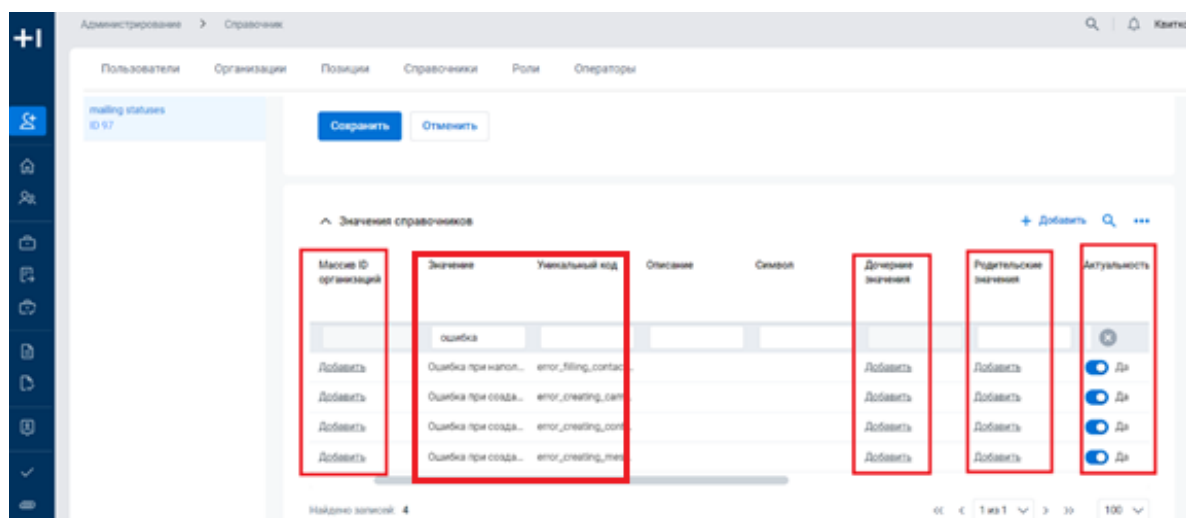 Администрирование > Справочник
Пользователи Организации Позиции Справочники Роли Операторы
mailing statuses
ID 97
Сохранить Отменить
Значения справочников
+ Добавить
Массив ID организаций Значение Уникальный код Описание Символ Дочерние значения Родительские значения Актуальность
ошибка
Добавить Ошибка при напол... error_filling_contac... Добавить Добавить Да
Добавить Ошибка при созда... error_creating_cam... Добавить Добавить Да
Добавить Ошибка при созда... error_creating_cont... Добавить Добавить Да
Добавить Ошибка при созда... error_creating_mes... Добавить Добавить Да
Найдено записей: 4
<< < 1 из 1 > >> 100